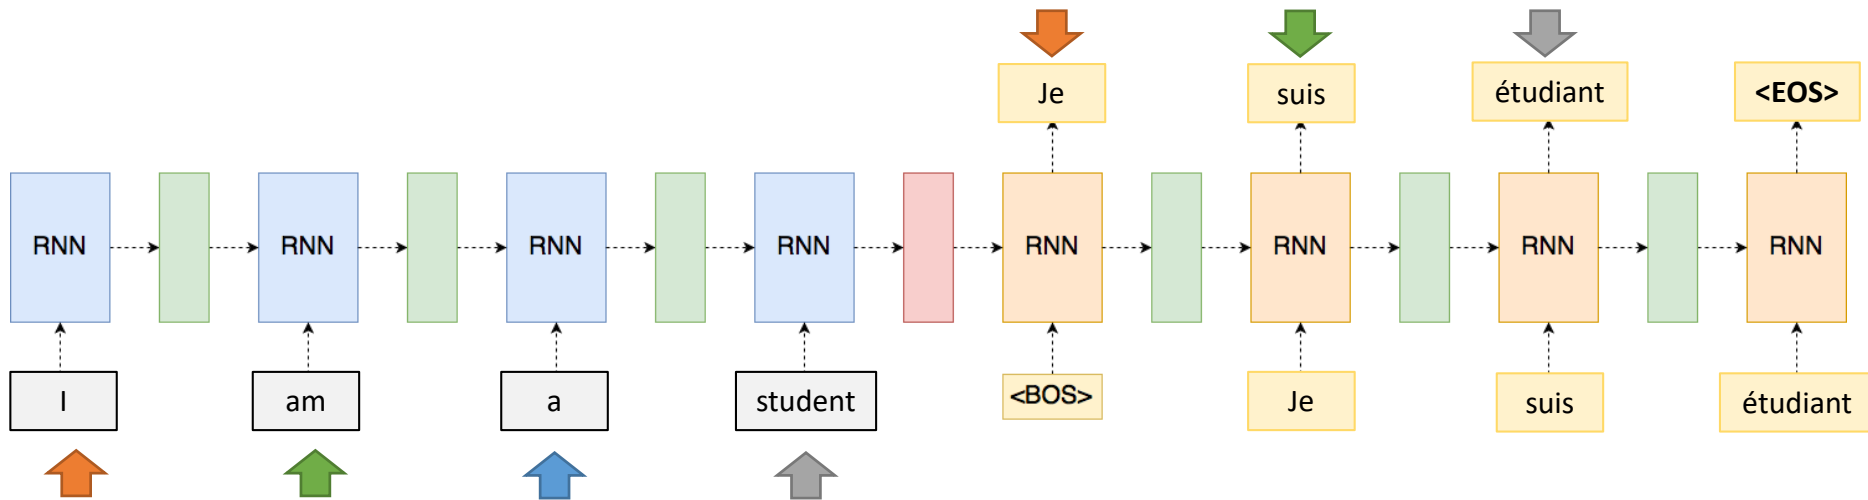 Je suis étudiant <EOS>
RNN RNN RNN RNN RNN RNN RNN RNN
I am a student <BOS> Je suis étudiant